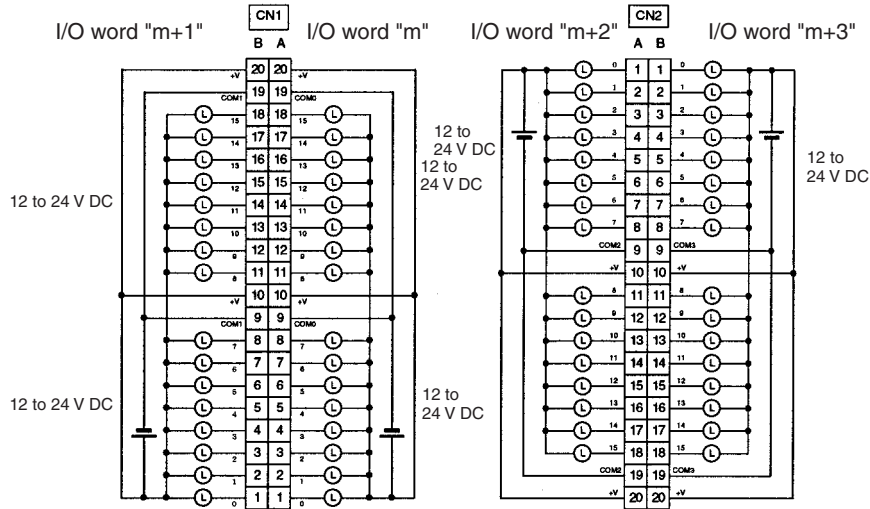 I/O word "m+1"
CN1
I/O word "m"
B A
+V 20 20 +V
COM1 19 19 COM0
L 15 18 18 15 L
L 14 17 17 14 L
L 13 16 16 13 L
L 12 15 15 12 L
L 11 14 14 11 L
L 10 13 13 10 L
L 9 12 12 9 L
L 8 11 11 8 L
+V 10 10 +V
COM1 9 9 COM0
L 7 8 8 7 L
L 6 7 7 6 L
L 5 6 6 5 L
L 4 5 5 4 L
L 3 4 4 3 L
L 2 3 3 2 L
L 1 2 2 1 L
L 0 1 1 0 L
12 to 24 V DC
12 to 24 V DC
12 to
24 V DC
12 to
24 V DC
I/O word "m+2"
CN2
I/O word "m+3"
A B
L 0 1 1 0 L
L 1 2 2 1 L
L 2 3 3 2 L
L 3 4 4 3 L
L 4 5 5 4 L
L 5 6 6 5 L
L 6 7 7 6 L
L 7 8 8 7 L
COM2 9 9 COM3
+V 10 10 +V
L 8 11 11 8 L
L 9 12 12 9 L
L 10 13 13 10 L
L 11 14 14 11 L
L 12 15 15 12 L
L 13 16 16 13 L
L 14 17 17 14 L
L 15 18 18 15 L
COM2 19 19 COM3
+V 20 20 +V
12 to
24 V DC
12 to
24 V DC